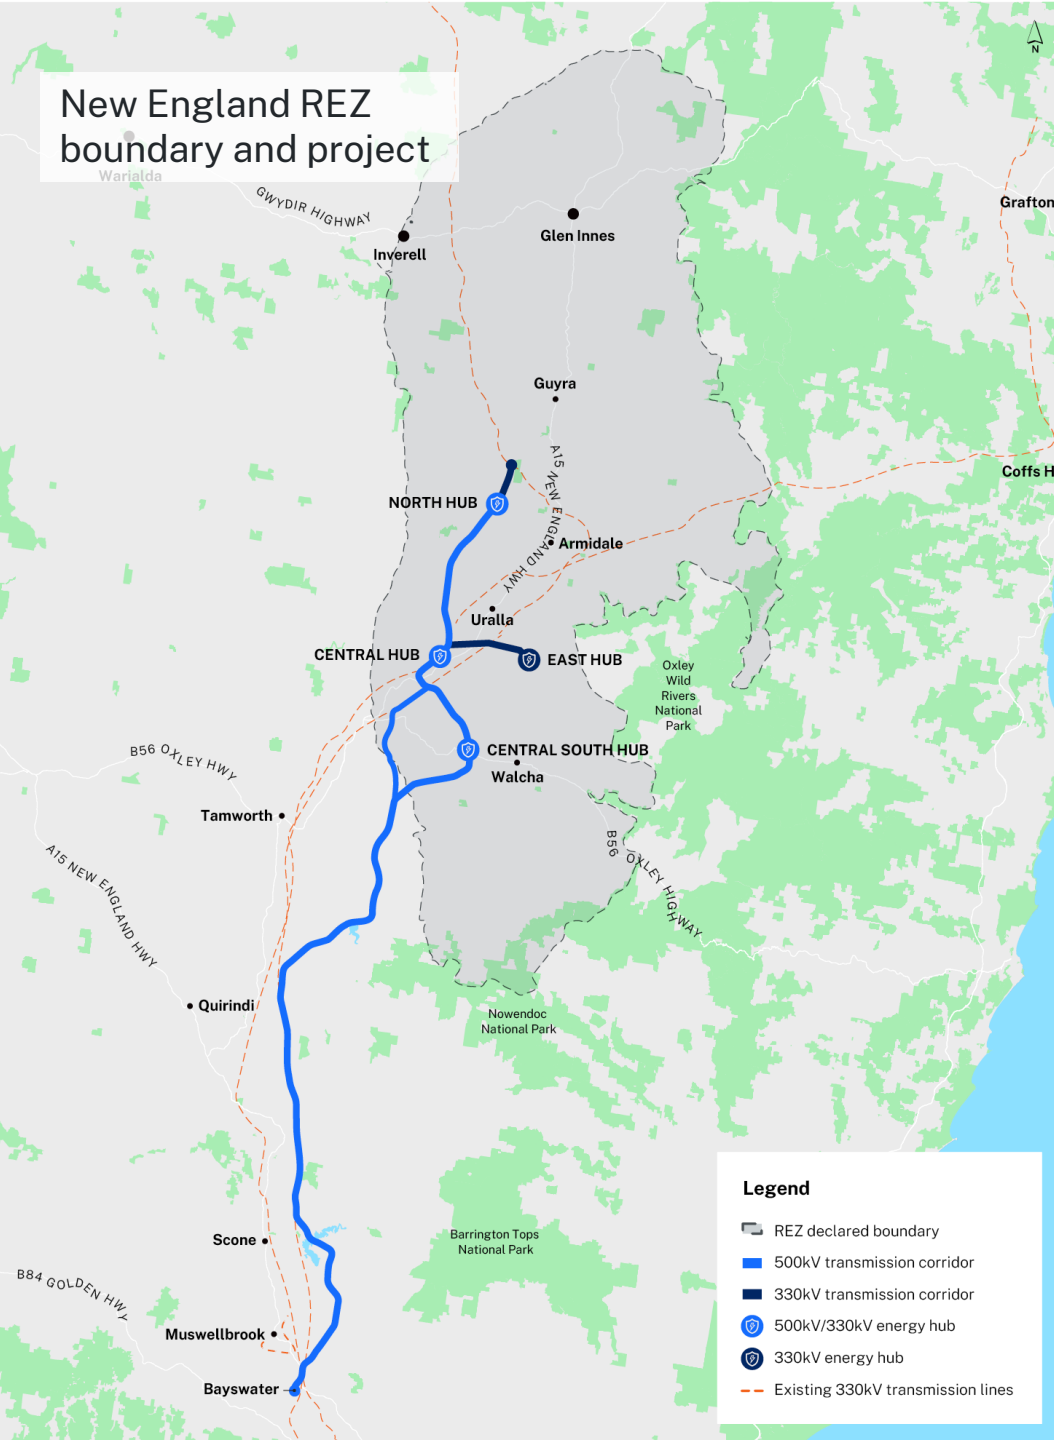 New England REZ
boundary and project
N
Warialda
GWYDIR HIGHWAY
Inverell
Glen Innes
Grafton
Guyra
A15 NEW ENGLAND HWY
Coffs H
NORTH HUB
Armidale
Uralla
CENTRAL HUB
EAST HUB
Oxley
Wild
Rivers
National
Park
B56 OXLEY HWY
CENTRAL SOUTH HUB
Walcha
Tamworth
B56 OXLEY HIGHWAY
A15 NEW ENGLAND HWY
Quirindi
Nowendoc
National Park
Scone
Barrington Tops
National Park
B84 GOLDEN HWY
Muswellbrook
Bayswater
Legend
REZ declared boundary
500kV transmission corridor
330kV transmission corridor
500kV/330kV energy hub
330kV energy hub
Existing 330kV transmission lines